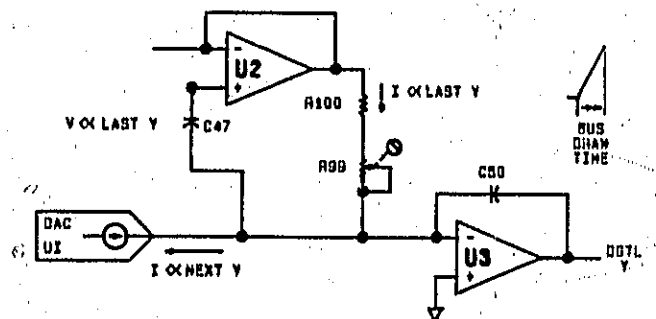 U2
-
+
R100
I ∝ LAST Y
V ∝ LAST Y
C47
R99
BUS
DRAW
TIME
C50
DAC
U1
I ∝ NEXT Y
-
U3
+
Y